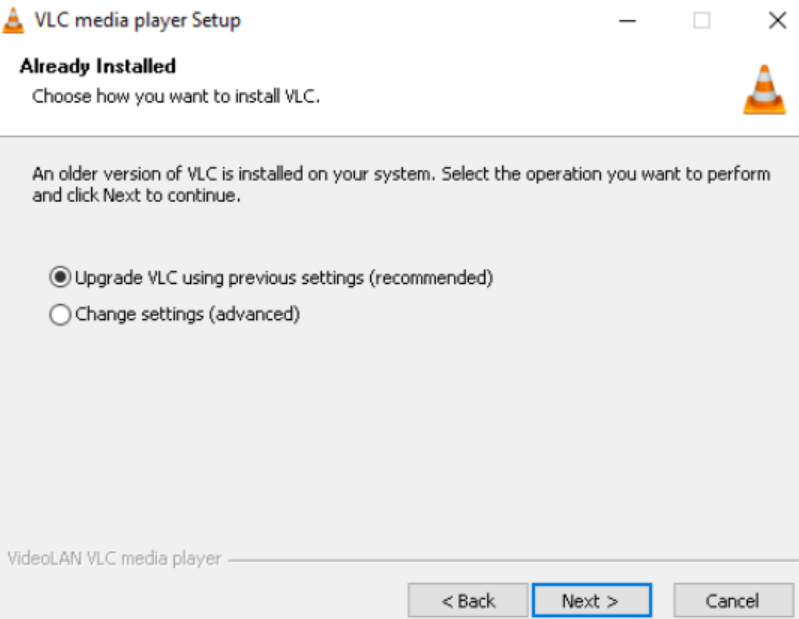 VLC media player Setup
Already Installed
Choose how you want to install VLC.
An older version of VLC is installed on your system. Select the operation you want to perform
and click Next to continue.
Upgrade VLC using previous settings (recommended)
Change settings (advanced)
VideoLAN VLC media player
< Back
Next >
Cancel